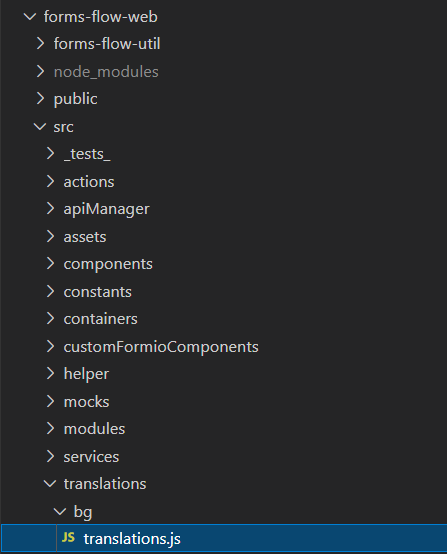 forms-flow-web
forms-flow-util
node_modules
public
src
_tests_
actions
apiManager
assets
components
constants
containers
customFormioComponents
helper
mocks
modules
services
translations
bg
JS translations.js